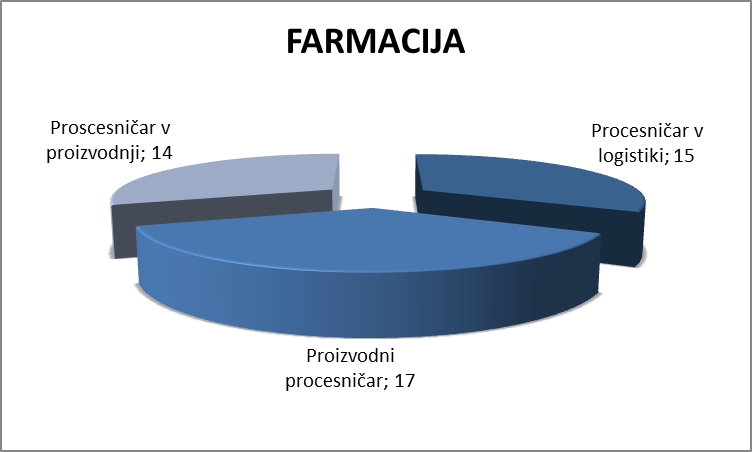 FARMACIJA
Proscesničar v
proizvodnji; 14
Procesničar v
logistiki; 15
Proizvodni
procesničar; 17